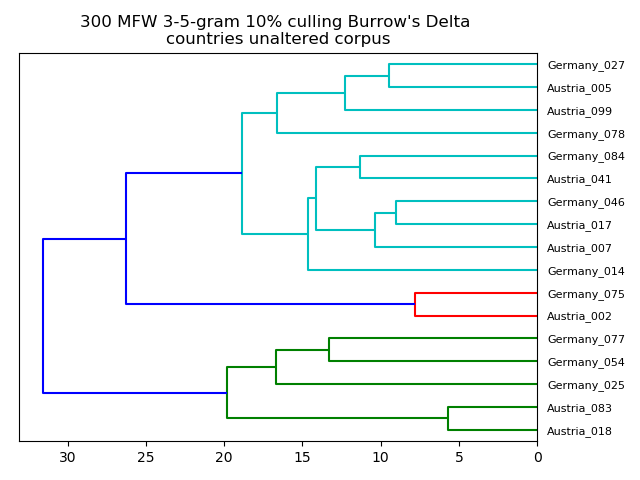 300 MFW 3-5-gram 10% culling Burrow's Delta
countries unaltered corpus
Germany_027
Austria_005
Austria_099
Germany_078
Germany_084
Austria_041
Germany_046
Austria_017
Austria_007
Germany_014
Germany_075
Austria_002
Germany_077
Germany_054
Germany_025
Austria_083
Austria_018
30 25 20 15 10 5 0